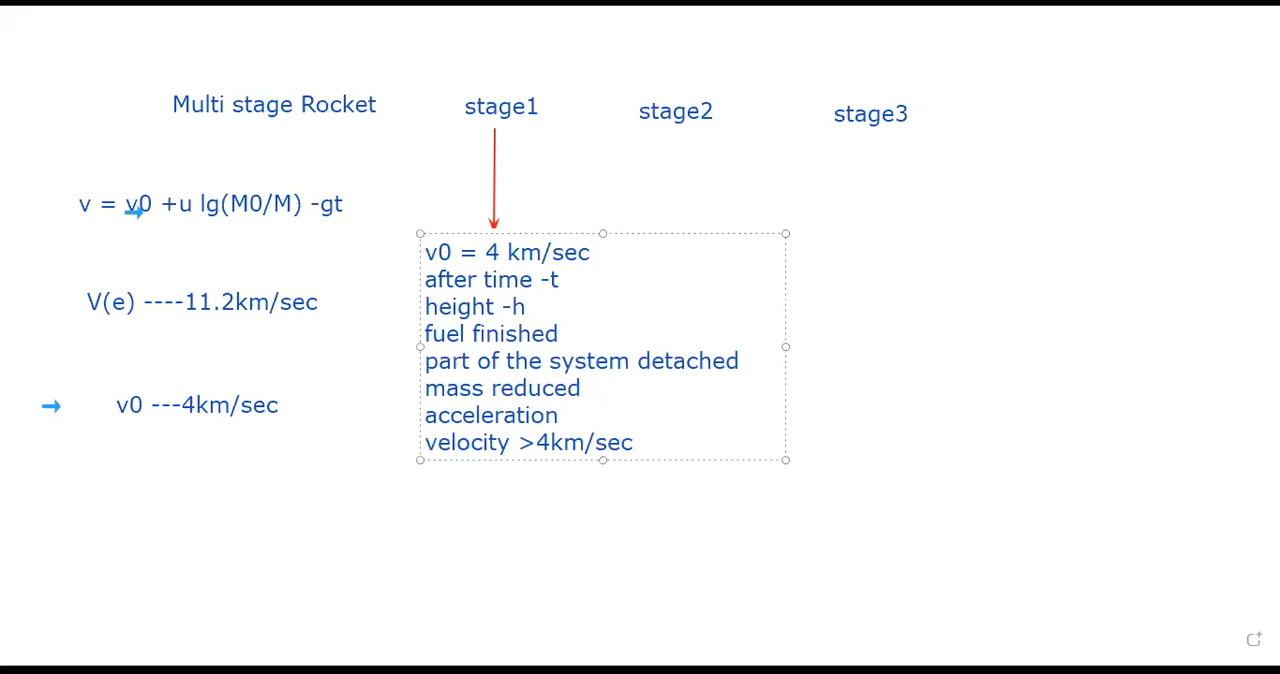 Multi stage Rocket
stage1
stage2
stage3
v = v0 +u lg(M0/M) -gt
V(e) ----11.2km/sec
v0 ---4km/sec
v0 = 4 km/sec
after time -t
height -h
fuel finished
part of the system detached
mass reduced
acceleration
velocity >4km/sec